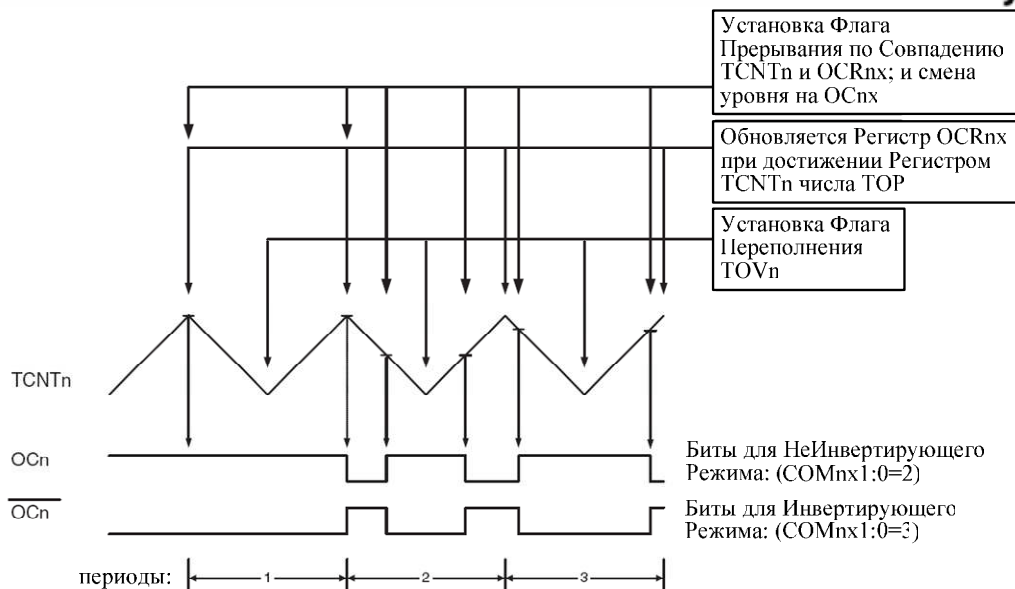 Установка Флага
Прерывания по Совпадению
TCNTn и OCRnx; и смена
уровня на OCnx
Обновляется Регистр OCRnx
при достижении Регистром
TCNTn числа TOP
Установка Флага
Переполнения
TOVn
TCNTn
OCn
Биты для НеИнвертирующего
Режима: (COMnx1:0=2)
OCn
Биты для Инвертирующего
Режима: (COMnx1:0=3)
периоды: 1 2 3